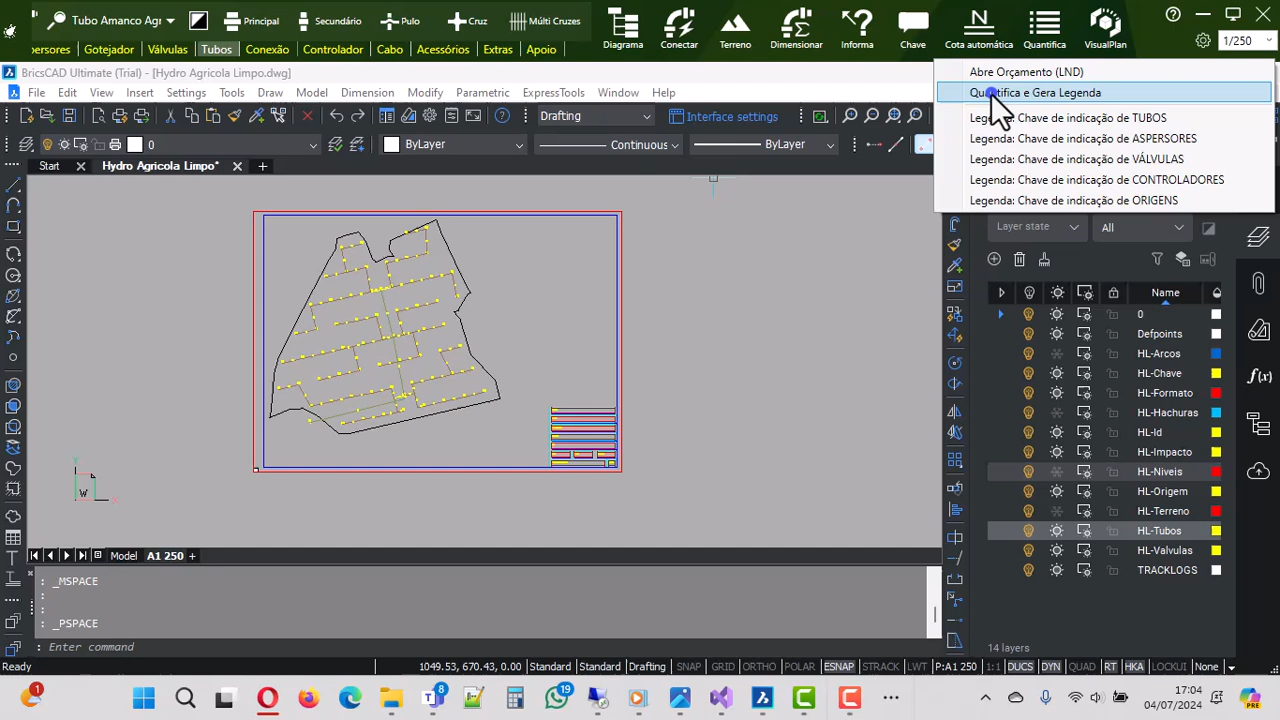 Tubo Amanco Agr
Principal
Secundário
Pulo
Cruz
Múlti Cruzes
Diagrama
Conectar
Terreno
Dimensionar
Informa
Chave
Cota automática
Quantifica
VisualPlan
1/250
persores
Gotejador
Válvulas
Tubos
Conexão
Controlador
Cabo
Acessórios
Extras
Apoio
BricsCAD Ultimate (Trial) - [Hydro Agricola Limpo.dwg]
File
Edit
View
Insert
Settings
Tools
Draw
Model
Dimension
Modify
Parametric
ExpressTools
Window
Help
Abre Orçamento (LND)
Quantifica e Gera Legenda
Legenda: Chave de indicação de TUBOS
Legenda: Chave de indicação de ASPERSORES
Legenda: Chave de indicação de VÁLVULAS
Legenda: Chave de indicação de CONTROLADORES
Legenda: Chave de indicação de ORIGENS
Drafting
Interface settings
0
ByLayer
Continuous
ByLayer
Start
Hydro Agricola Limpo*
Layer state
All
Name
0
Defpoints
HL-Arcos
HL-Chave
HL-Formato
HL-Hachuras
HL-Id
HL-Impacto
HL-Niveis
HL-Origem
HL-Terreno
HL-Tubos
HL-Valvulas
TRACKLOGS
14 layers
Y
W
X
Model
A1 250
: _MSPACE
:
:
: _PSPACE
: Enter command
Ready
1049.53, 670.43, 0.00
Standard
Standard
Drafting
SNAP
GRID
ORTHO
POLAR
ESNAP
STRACK
LWT
P:A1 250
1:1
DUCS
DYN
QUAD
RT
HKA
LOCKUI
None
1
8
19
17:04
04/07/2024
PRE